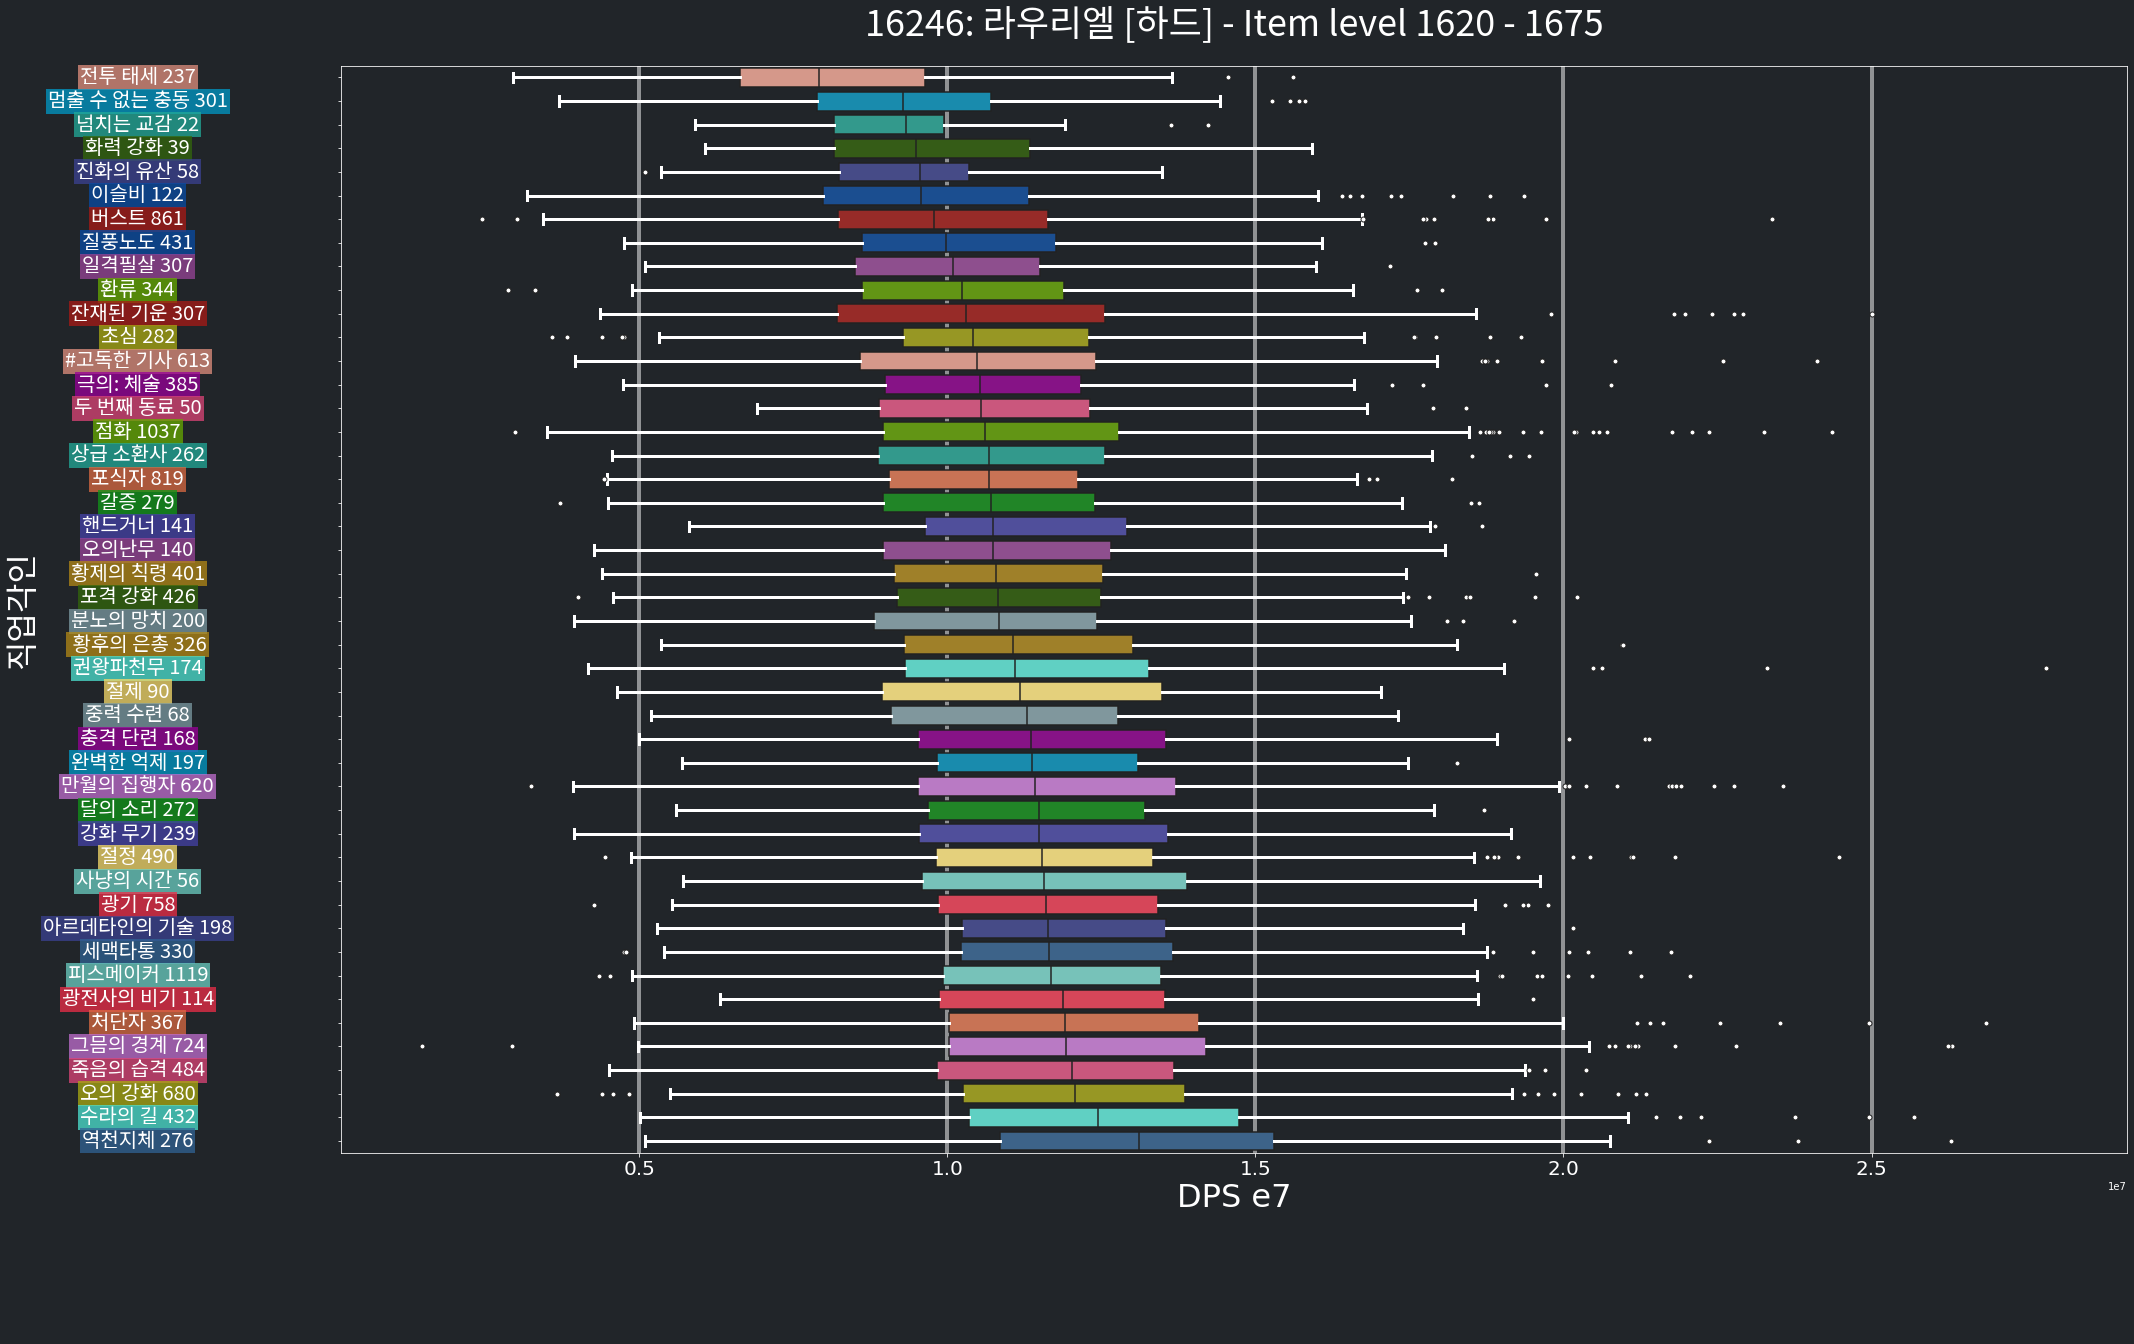 16246: 라우리엘 [하드] - Item level 1620 - 1675
전투 태세 237
멈출 수 없는 충동 301
넘치는 교감 22
화력 강화 39
진화의 유산 58
이슬비 122
버스트 861
질풍노도 431
일격필살 307
환류 344
잔재된 기운 307
초심 282
#고독한 기사 613
극의: 체술 385
두 번째 동료 50
점화 1037
상급 소환사 262
포식자 819
갈증 279
핸드거너 141
오의난무 140
황제의 칙령 401
포격 강화 426
분노의 망치 200
황후의 은총 326
권왕파천무 174
절제 90
중력 수련 68
충격 단련 168
완벽한 억제 197
만월의 집행자 620
달의 소리 272
강화 무기 239
절정 490
사냥의 시간 56
광기 758
아르데타인의 기술 198
세맥타통 330
피스메이커 1119
광전사의 비기 114
처단자 367
그믐의 경계 724
죽음의 습격 484
오의 강화 680
수라의 길 432
역천지체 276
직업각인
0.5 1.0 1.5 2.0 2.5
DPS e7
1e7